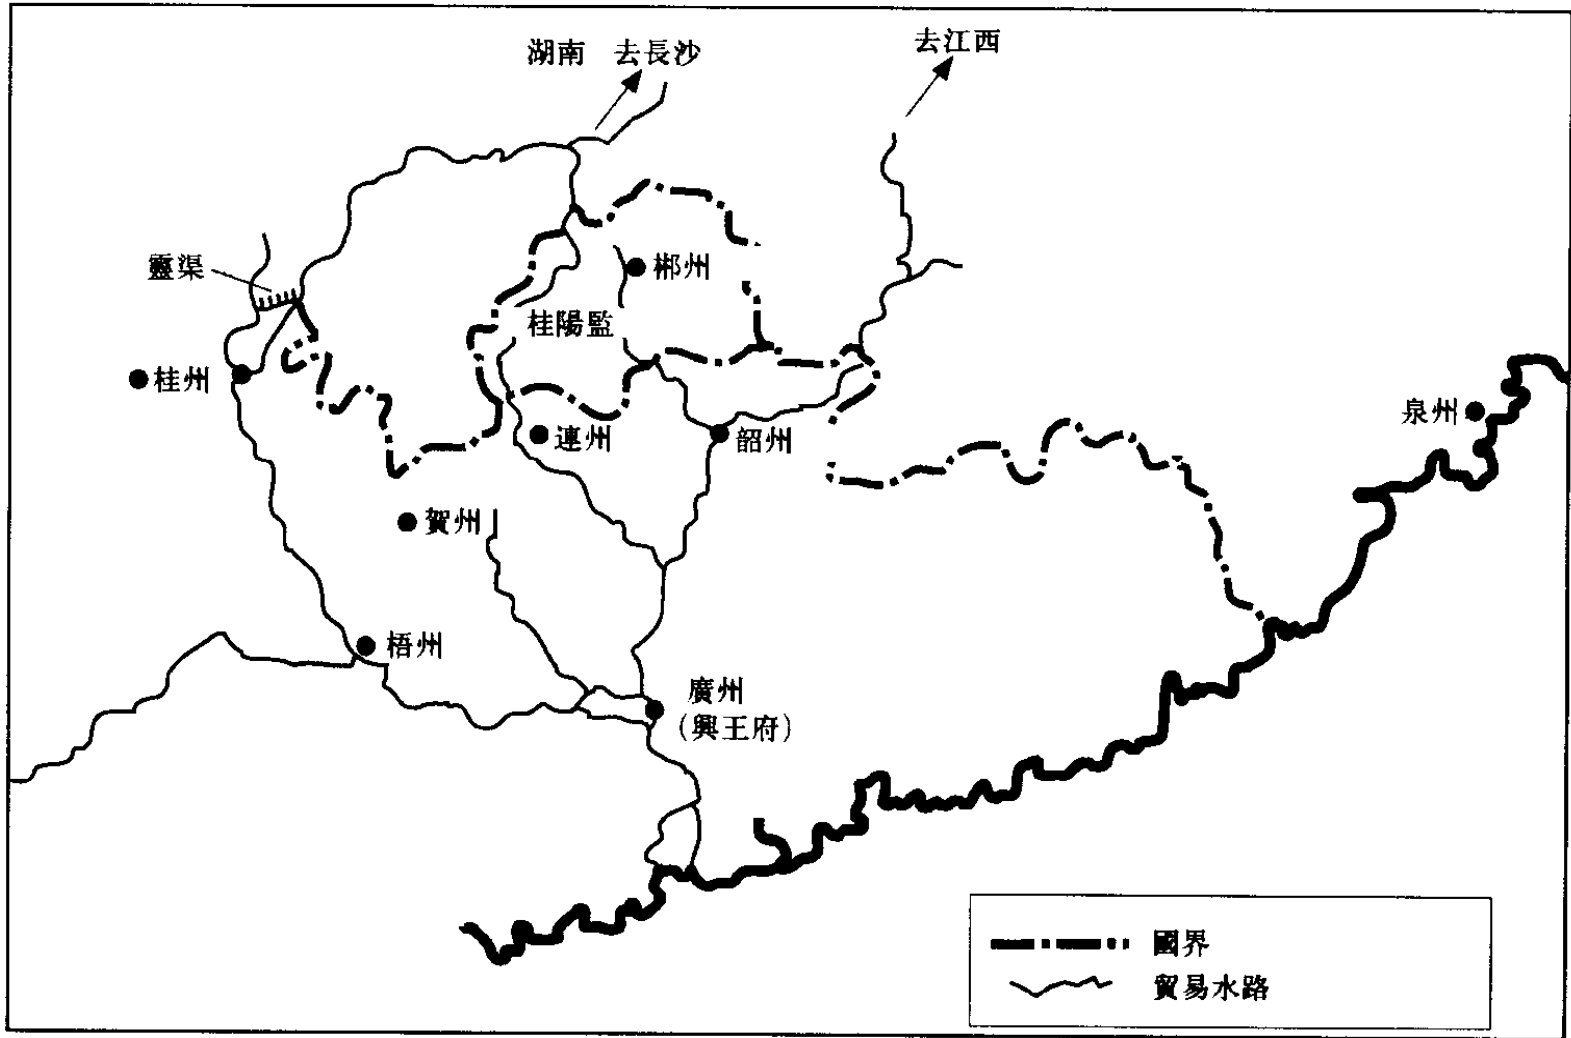 湖南 去長沙
去江西
靈渠
郴州
桂陽監
桂州
泉州
連州
韶州
賀州
梧州
廣州
(興王府)
國界
貿易水路